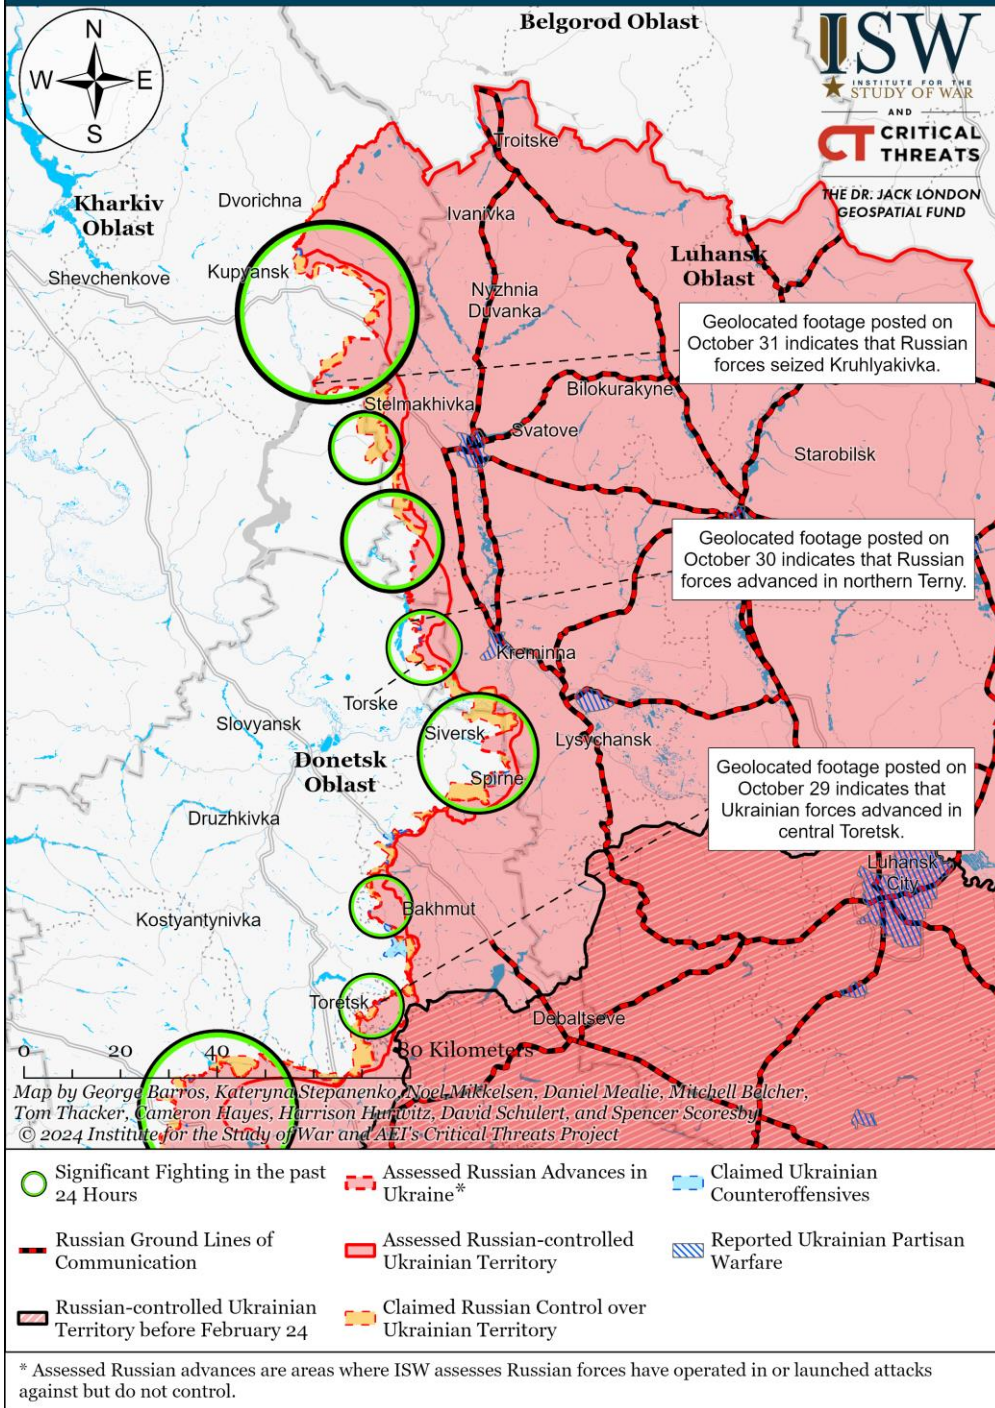 Belgorod Oblast
N
W
E
S
ISW
INSTITUTE FOR THE
STUDY OF WAR
AND
CT CRITICAL
THREATS
THE DR. JACK LONDON
GEOSPATIAL FUND
Troitske
Kharkiv
Oblast
Dvorichna
Ivanivka
Shevchenkove
Kupyansk
Luhansk
Oblast
Nyzhnia
Duvanka
Geolocated footage posted on
October 31 indicates that Russian
forces seized Kruhlyakivka.
Bilokurakyne
Stelmakhivka
Svatove
Starobilsk
Geolocated footage posted on
October 30 indicates that Russian
forces advanced in northern Terny.
Kreminna
Torske
Slovyansk
Siversk
Lysychansk
Donetsk
Oblast
Spirne
Geolocated footage posted on
October 29 indicates that
Ukrainian forces advanced in
central Toretsk.
Druzhkivka
Luhansk
City
Kostyantynivka
Bakhmut
Toretsk
Debaltseve
0 20 40 80 Kilometers
Map by George Barros, Kateryna Stepanenko, Noel Mikkelsen, Daniel Mealie, Mitchell Belcher,
Tom Thacker, Cameron Hayes, Harrison Hurwitz, David Schulert, and Spencer Scoresby
© 2024 Institute for the Study of War and AEI's Critical Threats Project
Significant Fighting in the past
24 Hours
Assessed Russian Advances in
Ukraine*
Claimed Ukrainian
Counteroffensives
Russian Ground Lines of
Communication
Assessed Russian-controlled
Ukrainian Territory
Reported Ukrainian Partisan
Warfare
Russian-controlled Ukrainian
Territory before February 24
Claimed Russian Control over
Ukrainian Territory
* Assessed Russian advances are areas where ISW assesses Russian forces have operated in or launched attacks
against but do not control.